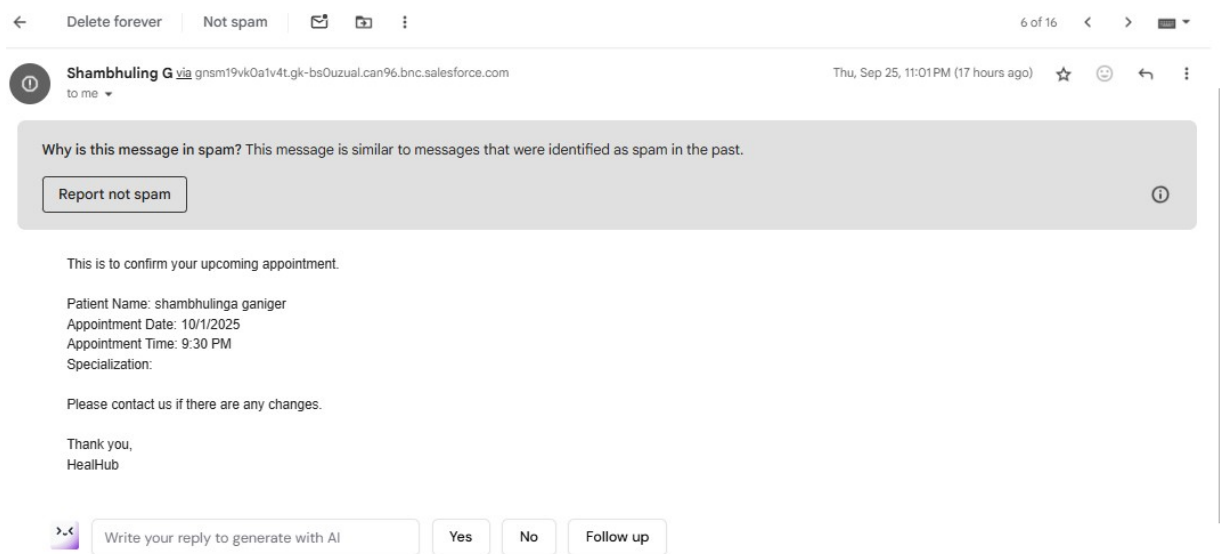 Delete forever
Not spam
6 of 16
Shambhuling G via gnsm19vk0a1v4t.gk-bs0uzual.can96.bnc.salesforce.com
Thu, Sep 25, 11:01 PM (17 hours ago)
to me
Why is this message in spam? This message is similar to messages that were identified as spam in the past.
Report not spam
This is to confirm your upcoming appointment.
Patient Name: shambhulinga ganiger
Appointment Date: 10/1/2025
Appointment Time: 9:30 PM
Specialization:
Please contact us if there are any changes.
Thank you,
HealHub
Write your reply to generate with AI
Yes
No
Follow up